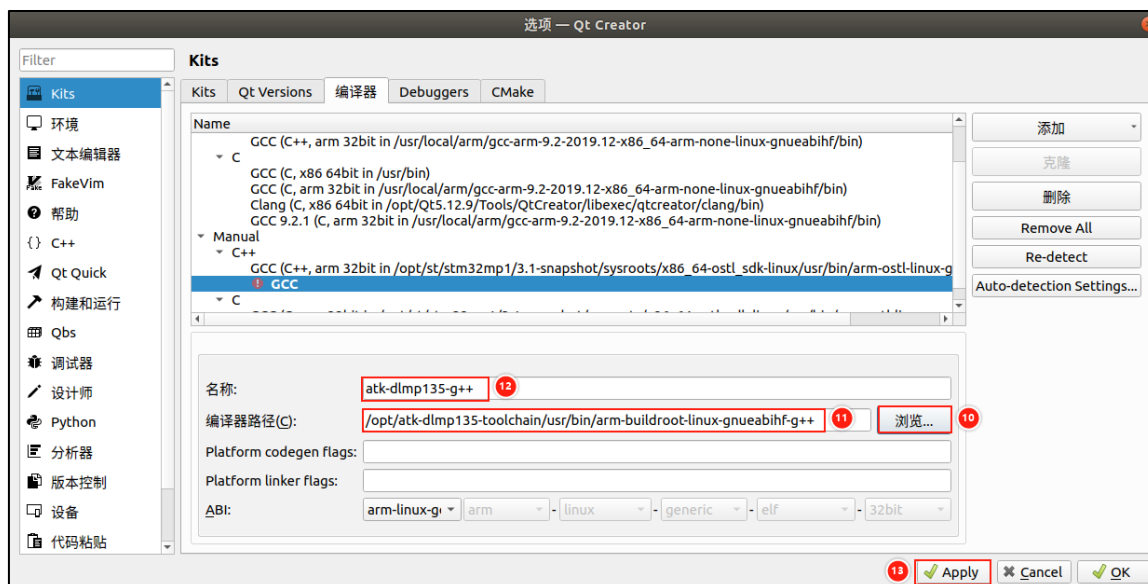 选项 — Qt Creator
Filter
Kits
环境
文本编辑器
FakeVim
帮助
{} C++
Qt Quick
构建和运行
Qbs
调试器
设计师
Python
分析器
版本控制
设备
代码粘贴
Kits
Kits Qt Versions 编译器 Debuggers CMake
Name
GCC (C++, arm 32bit in /usr/local/arm/gcc-arm-9.2-2019.12-x86_64-arm-none-linux-gnueabihf/bin)
C
GCC (C, x86 64bit in /usr/bin)
GCC (C, arm 32bit in /usr/local/arm/gcc-arm-9.2-2019.12-x86_64-arm-none-linux-gnueabihf/bin)
Clang (C, x86 64bit in /opt/Qt5.12.9/Tools/QtCreator/libexec/qtcreator/clang/bin)
GCC 9.2.1 (C, arm 32bit in /usr/local/arm/gcc-arm-9.2-2019.12-x86_64-arm-none-linux-gnueabihf/bin)
Manual
C++
GCC (C++, arm 32bit in /opt/st/stm32mp1/3.1-snapshot/sysroots/x86_64-ostl_sdk-linux/usr/bin/arm-ostl-linux-g
GCC
C
添加
克隆
删除
Remove All
Re-detect
Auto-detection Settings...
名称: atk-dlmp135-g++ 12
编译器路径(C): /opt/atk-dlmp135-toolchain/usr/bin/arm-buildroot-linux-gnueabihf-g++ 11 浏览... 10
Platform codegen flags:
Platform linker flags:
ABI: arm-linux-g arm - linux - generic - elf - 32bit
13 Apply Cancel OK